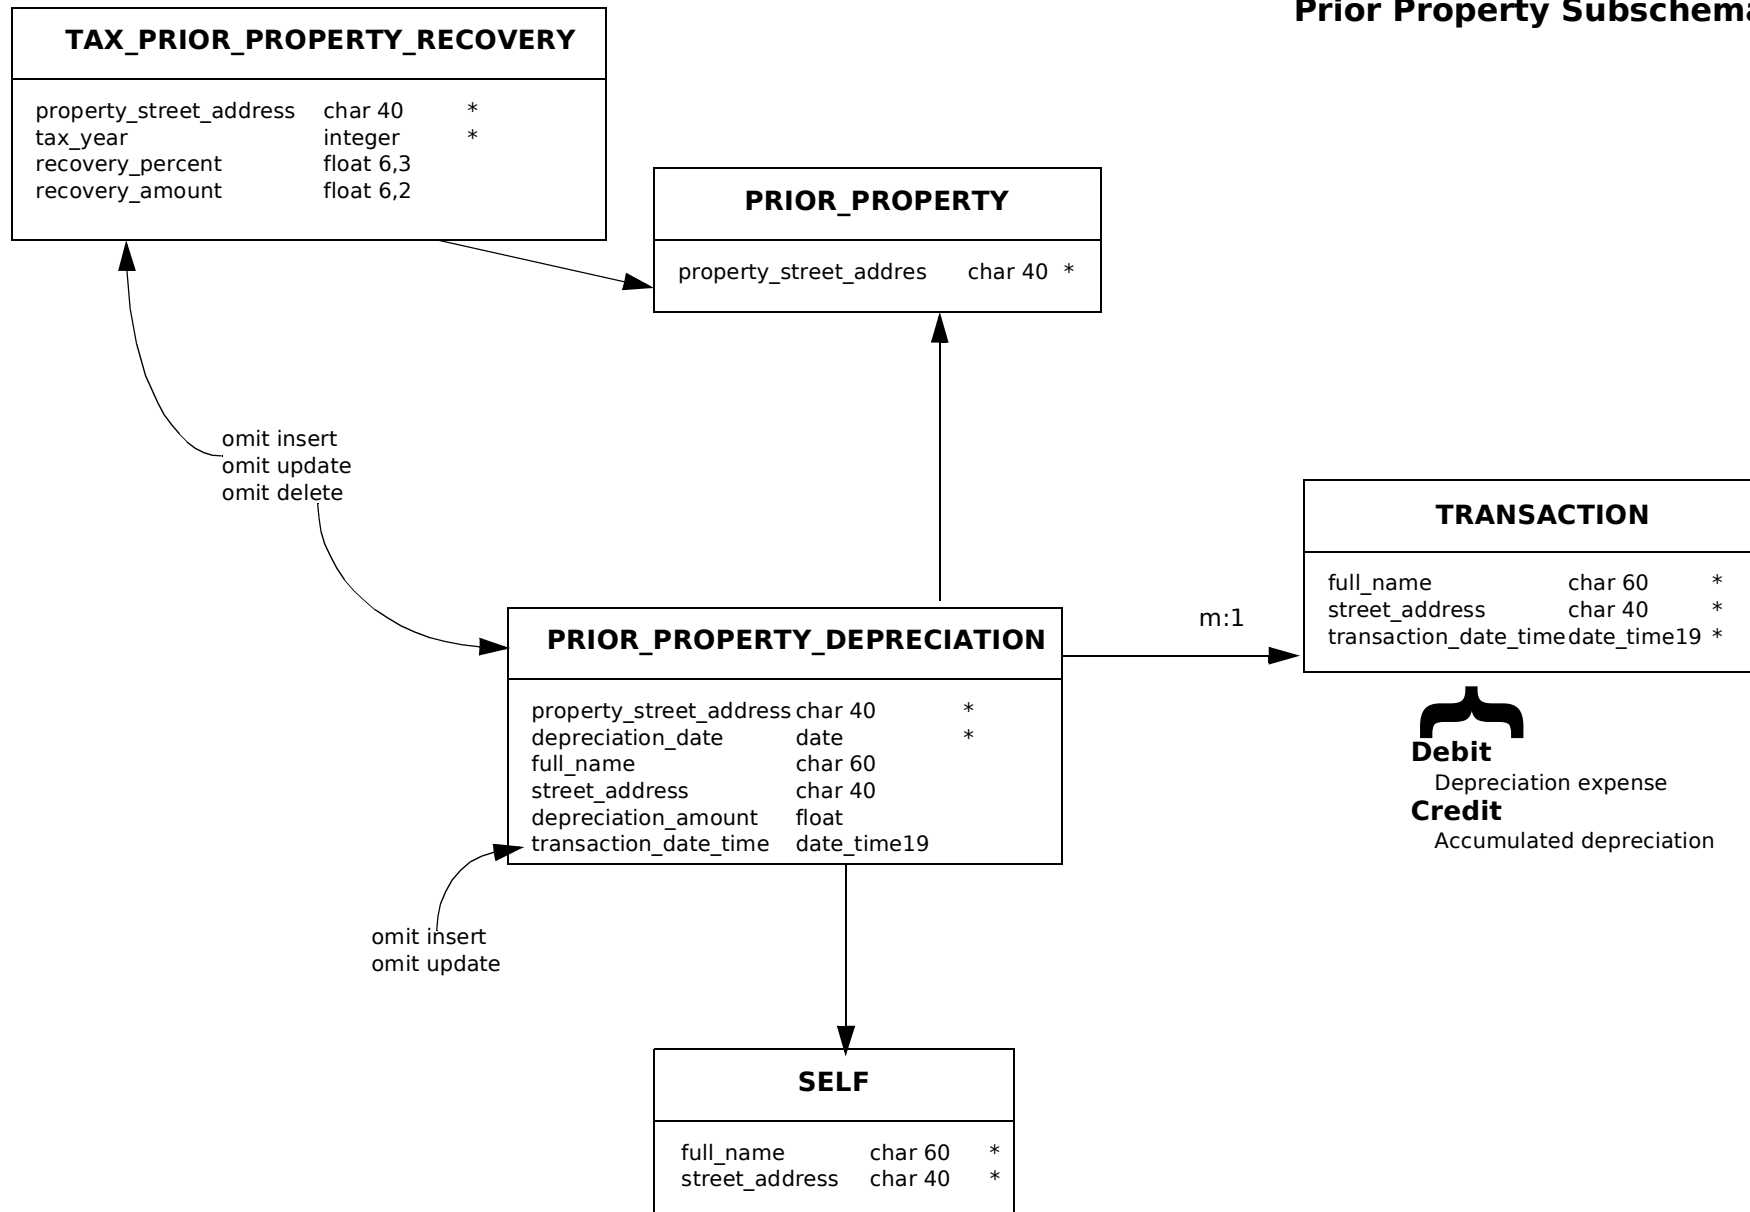 Prior Property Subschema
TAX_PRIOR_PROPERTY_RECOVERY
property_street_address char 40 *
tax_year integer *
recovery_percent float 6,3
recovery_amount float 6,2
PRIOR_PROPERTY
property_street_addres char 40 *
omit insert
omit update
omit delete
TRANSACTION
full_name char 60 *
street_address char 40 *
transaction_date_time date_time19 *
m:1
Debit
Depreciation expense
Credit
Accumulated depreciation
PRIOR_PROPERTY_DEPRECIATION
property_street_address char 40 *
depreciation_date date *
full_name char 60
street_address char 40
depreciation_amount float
transaction_date_time date_time19
omit insert
omit update
SELF
full_name char 60 *
street_address char 40 *